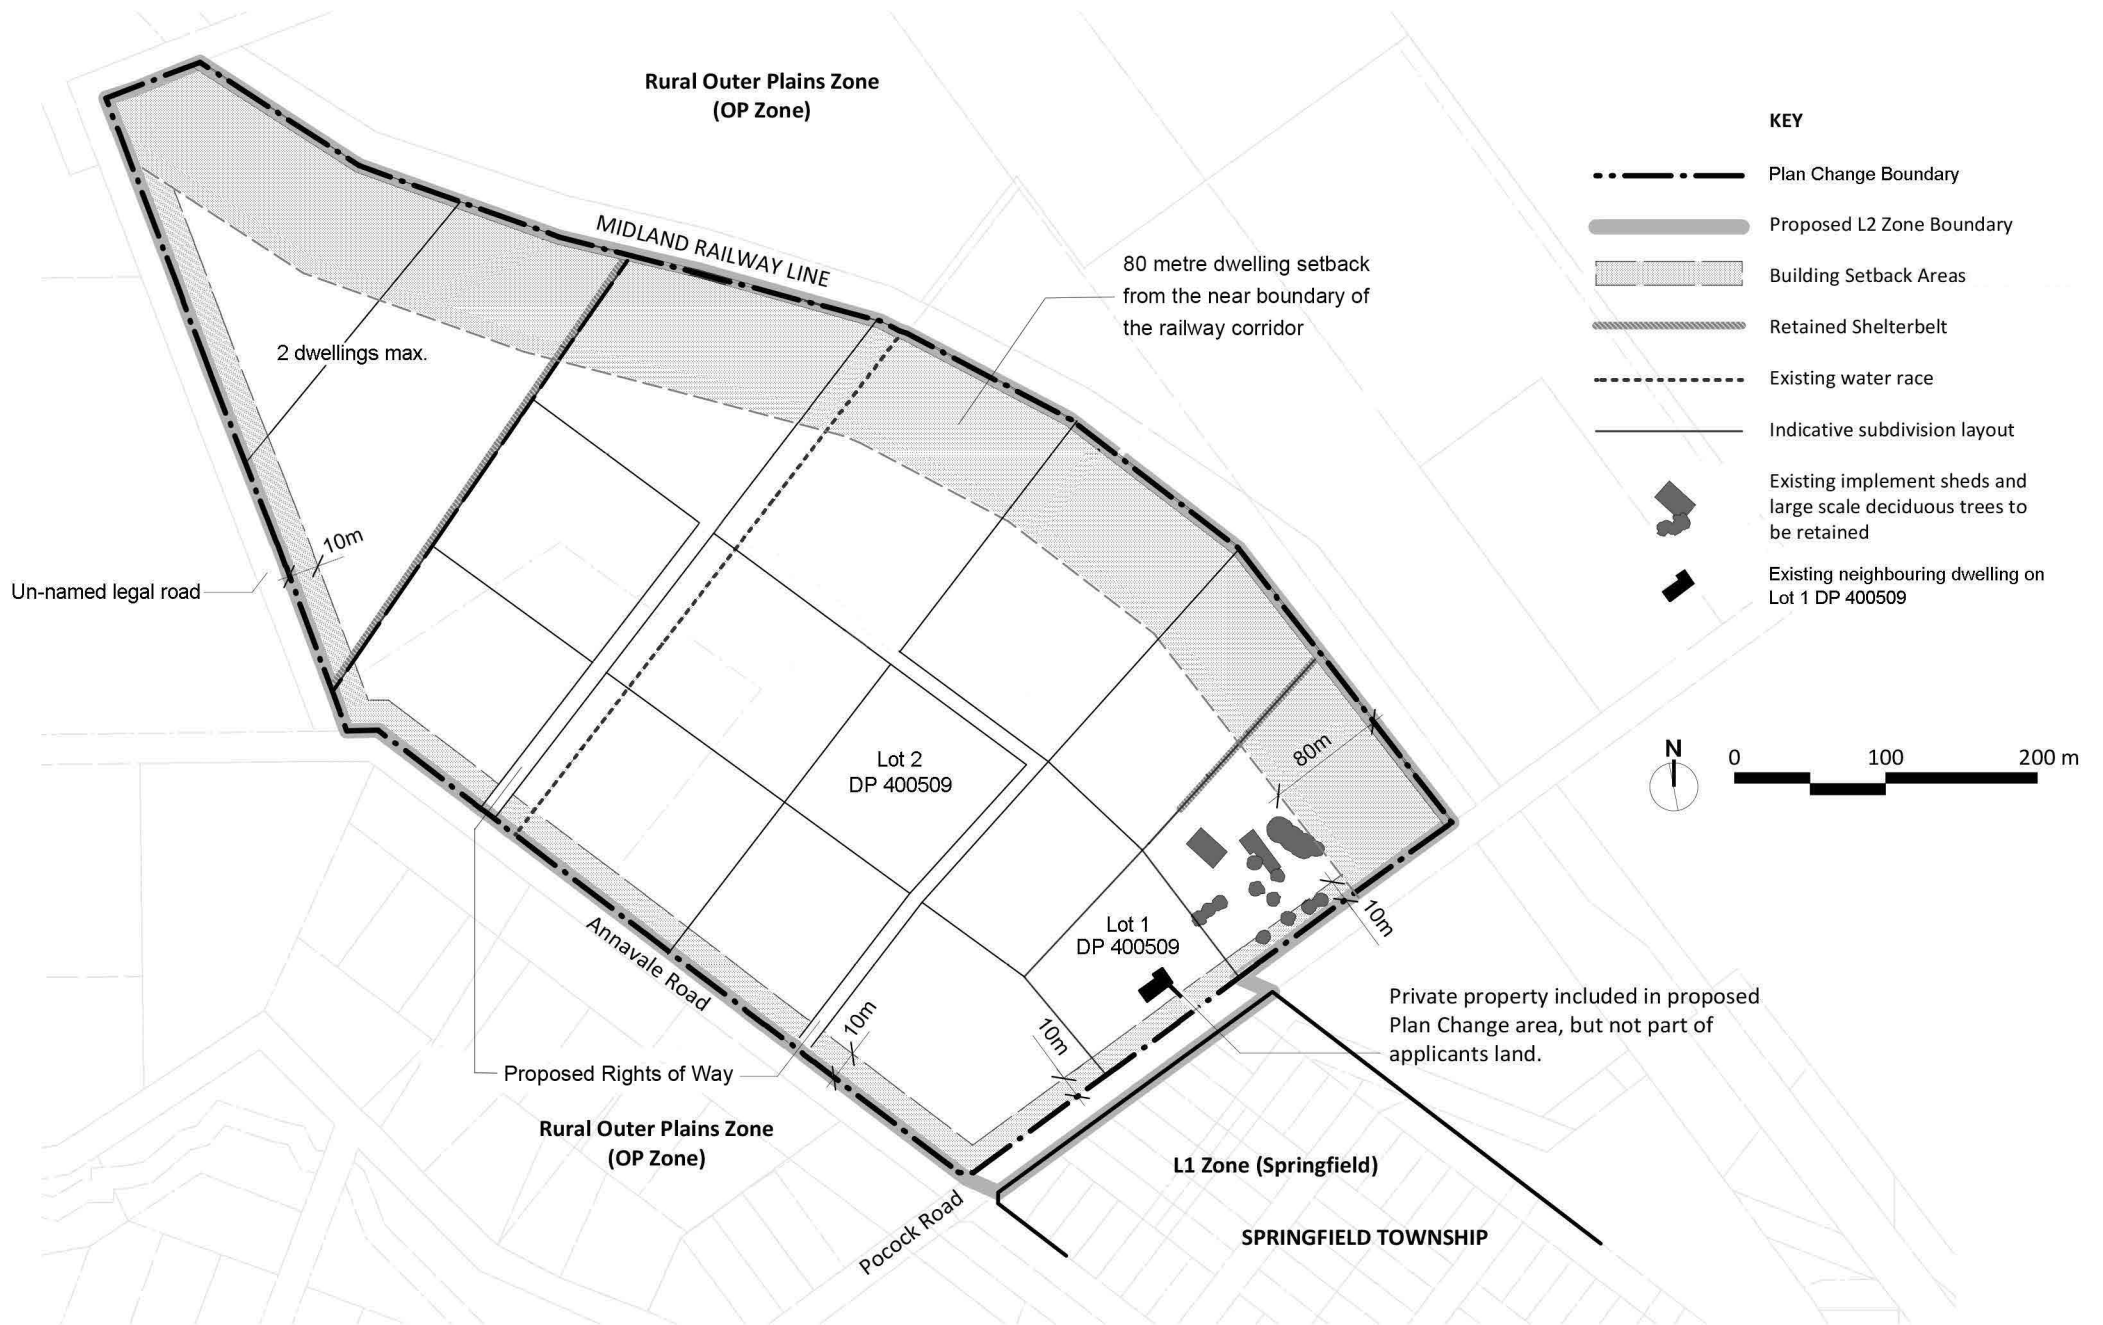 Rural Outer Plains Zone
(OP Zone)
MIDLAND RAILWAY LINE
80 metre dwelling setback
from the near boundary of
the railway corridor
2 dwellings max.
10m
Un-named legal road
Lot 2
DP 400509
80m
Lot 1
DP 400509
10m
Annavale Road
10m
10m
Private property included in proposed
Plan Change area, but not part of
applicants land.
Proposed Rights of Way
Rural Outer Plains Zone
(OP Zone)
L1 Zone (Springfield)
Pocock Road
SPRINGFIELD TOWNSHIP
KEY
Plan Change Boundary
Proposed L2 Zone Boundary
Building Setback Areas
Retained Shelterbelt
Existing water race
Indicative subdivision layout
Existing implement sheds and
large scale deciduous trees to
be retained
Existing neighbouring dwelling on
Lot 1 DP 400509
N
0 100 200 m